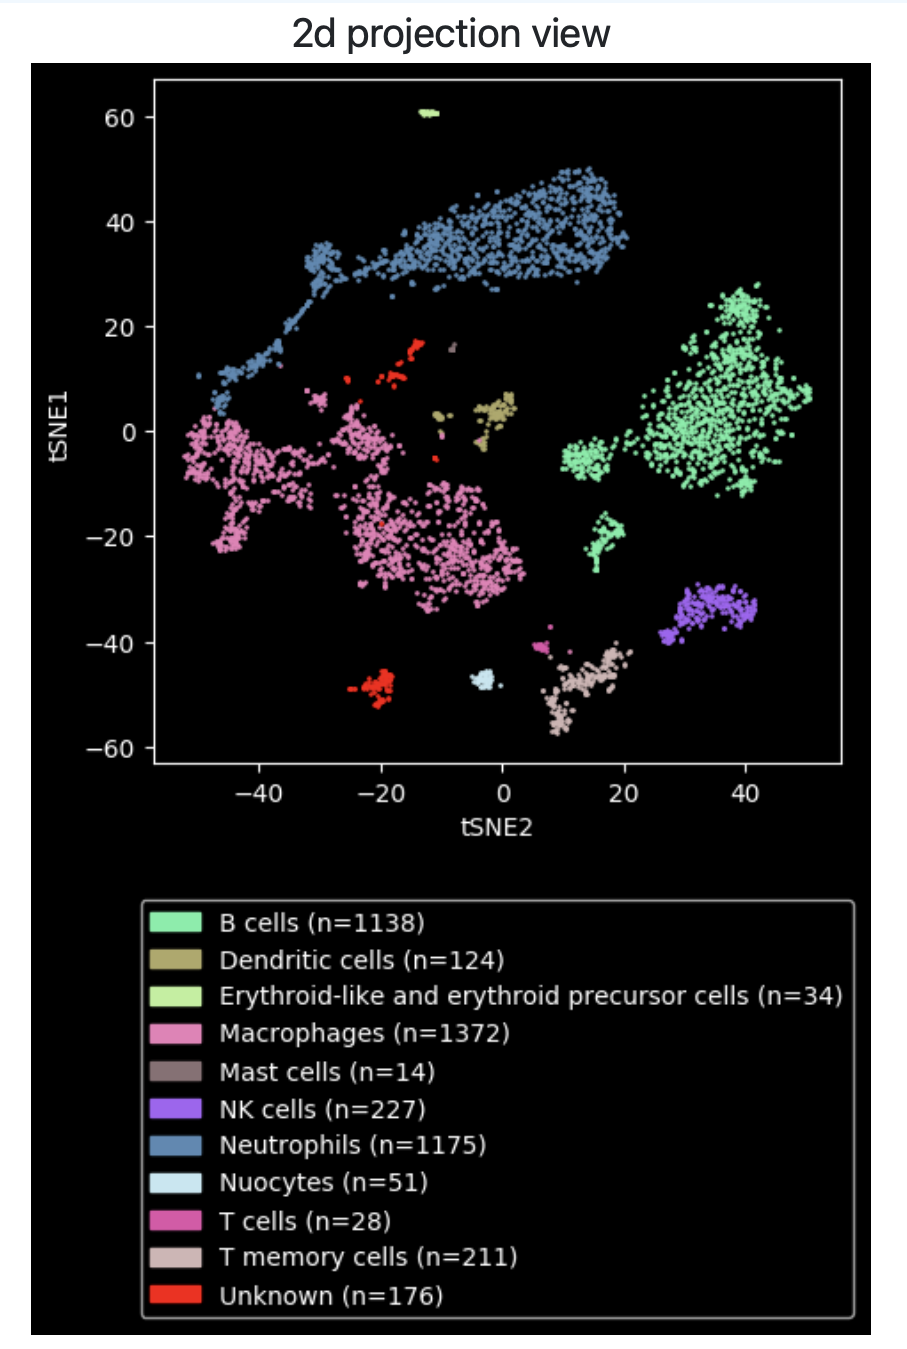 2d projection view
60
40
20
0
−20
−40
−60
tSNE1
−40 −20 0 20 40
tSNE2
B cells (n=1138)
Dendritic cells (n=124)
Erythroid-like and erythroid precursor cells (n=34)
Macrophages (n=1372)
Mast cells (n=14)
NK cells (n=227)
Neutrophils (n=1175)
Nuocytes (n=51)
T cells (n=28)
T memory cells (n=211)
Unknown (n=176)